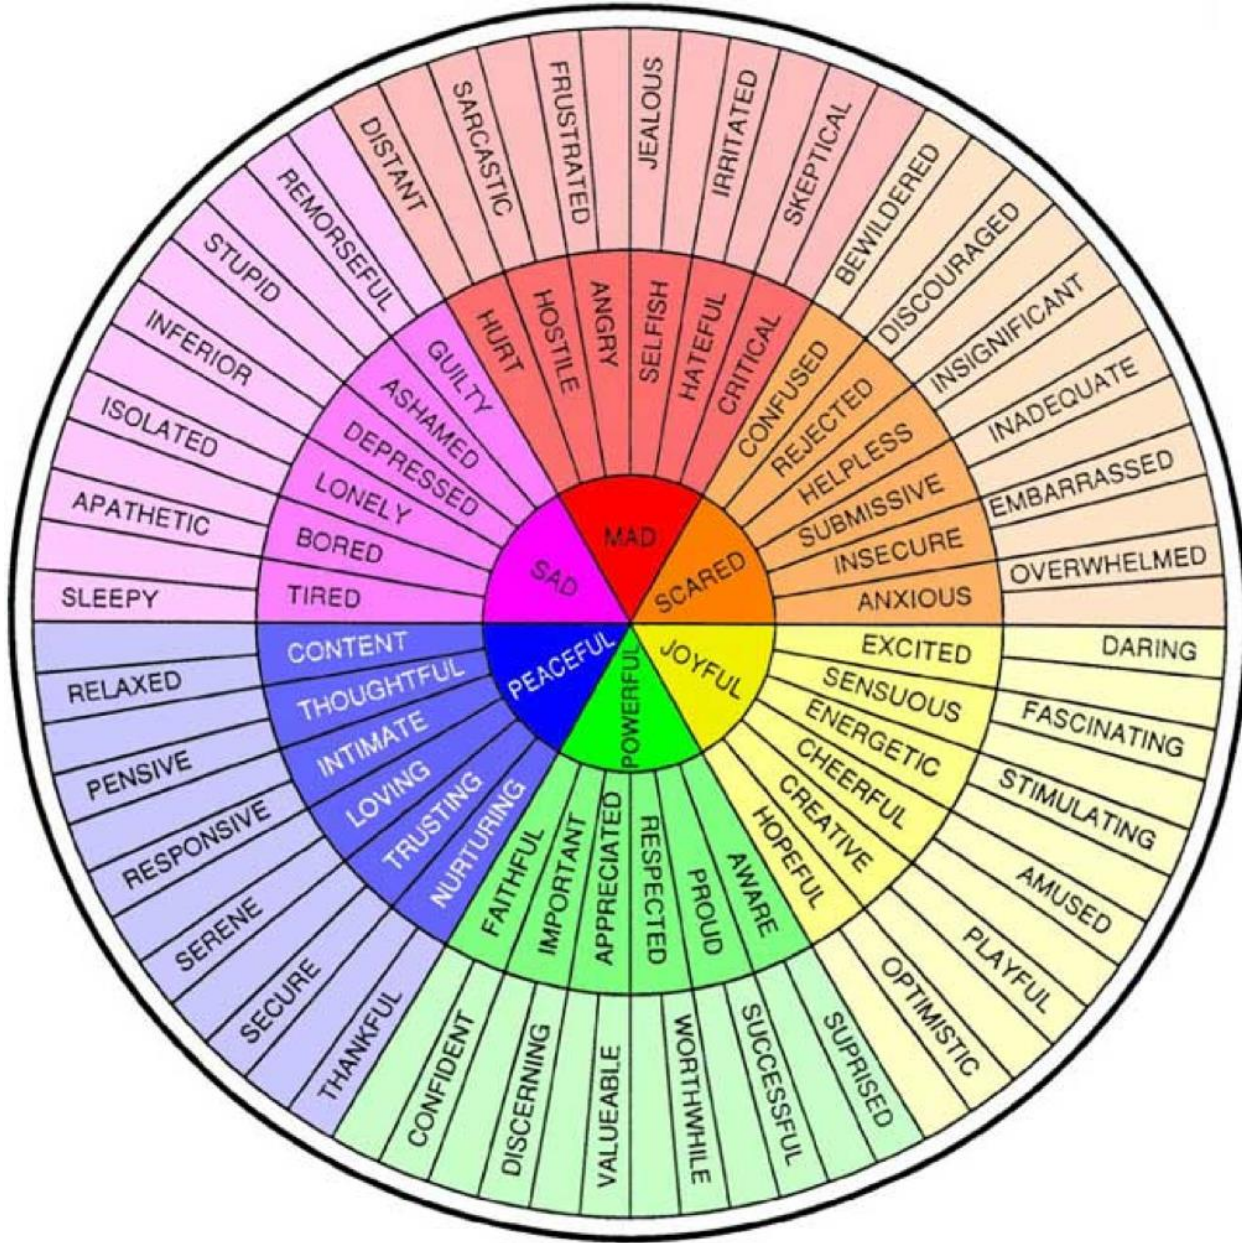 MAD
SCARED
JOYFUL
POWERFUL
PEACEFUL
SAD
HURT
HOSTILE
ANGRY
SELFISH
HATEFUL
CRITICAL
CONFUSED
REJECTED
HELPLESS
SUBMISSIVE
INSECURE
ANXIOUS
EXCITED
SENSUOUS
ENERGETIC
CHEERFUL
CREATIVE
HOPEFUL
AWARE
PROUD
RESPECTED
APPRECIATED
IMPORTANT
FAITHFUL
NURTURING
TRUSTING
LOVING
INTIMATE
THOUGHTFUL
CONTENT
TIRED
BORED
LONELY
DEPRESSED
ASHAMED
GUILTY
DISTANT
SARCASTIC
FRUSTRATED
JEALOUS
IRRITATED
SKEPTICAL
BEWILDERED
DISCOURAGED
INSIGNIFICANT
INADEQUATE
EMBARRASSED
OVERWHELMED
DARING
FASCINATING
STIMULATING
AMUSED
PLAYFUL
OPTIMISTIC
SUPRISED
SUCCESSFUL
WORTHWHILE
VALUEABLE
DISCERNING
CONFIDENT
THANKFUL
SECURE
SERENE
RESPONSIVE
PENSIVE
RELAXED
SLEEPY
APATHETIC
ISOLATED
INFERIOR
STUPID
REMORSEFUL